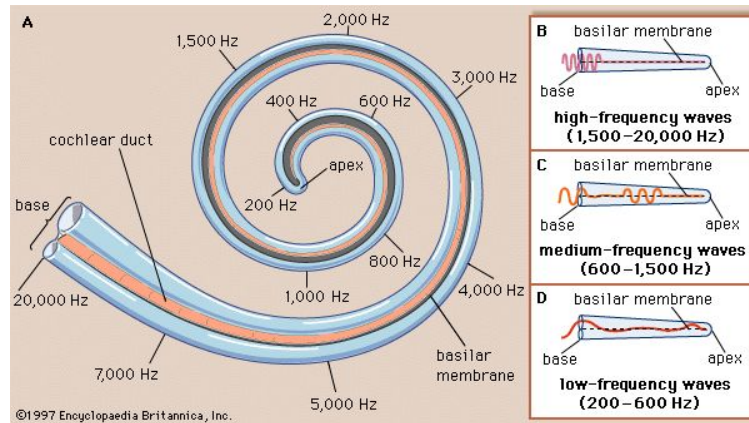 A
2,000 Hz
1,500 Hz
3,000 Hz
400 Hz
600 Hz
cochlear duct
apex
200 Hz
base
800 Hz
20,000 Hz
1,000 Hz
4,000 Hz
basilar
membrane
7,000 Hz
5,000 Hz
©1997 Encyclopaedia Britannica, Inc.
B
basilar membrane
base
apex
high-frequency waves
(1,500–20,000 Hz)
C
basilar membrane
base
apex
medium-frequency waves
(600–1,500 Hz)
D
basilar membrane
base
apex
low-frequency waves
(200–600 Hz)